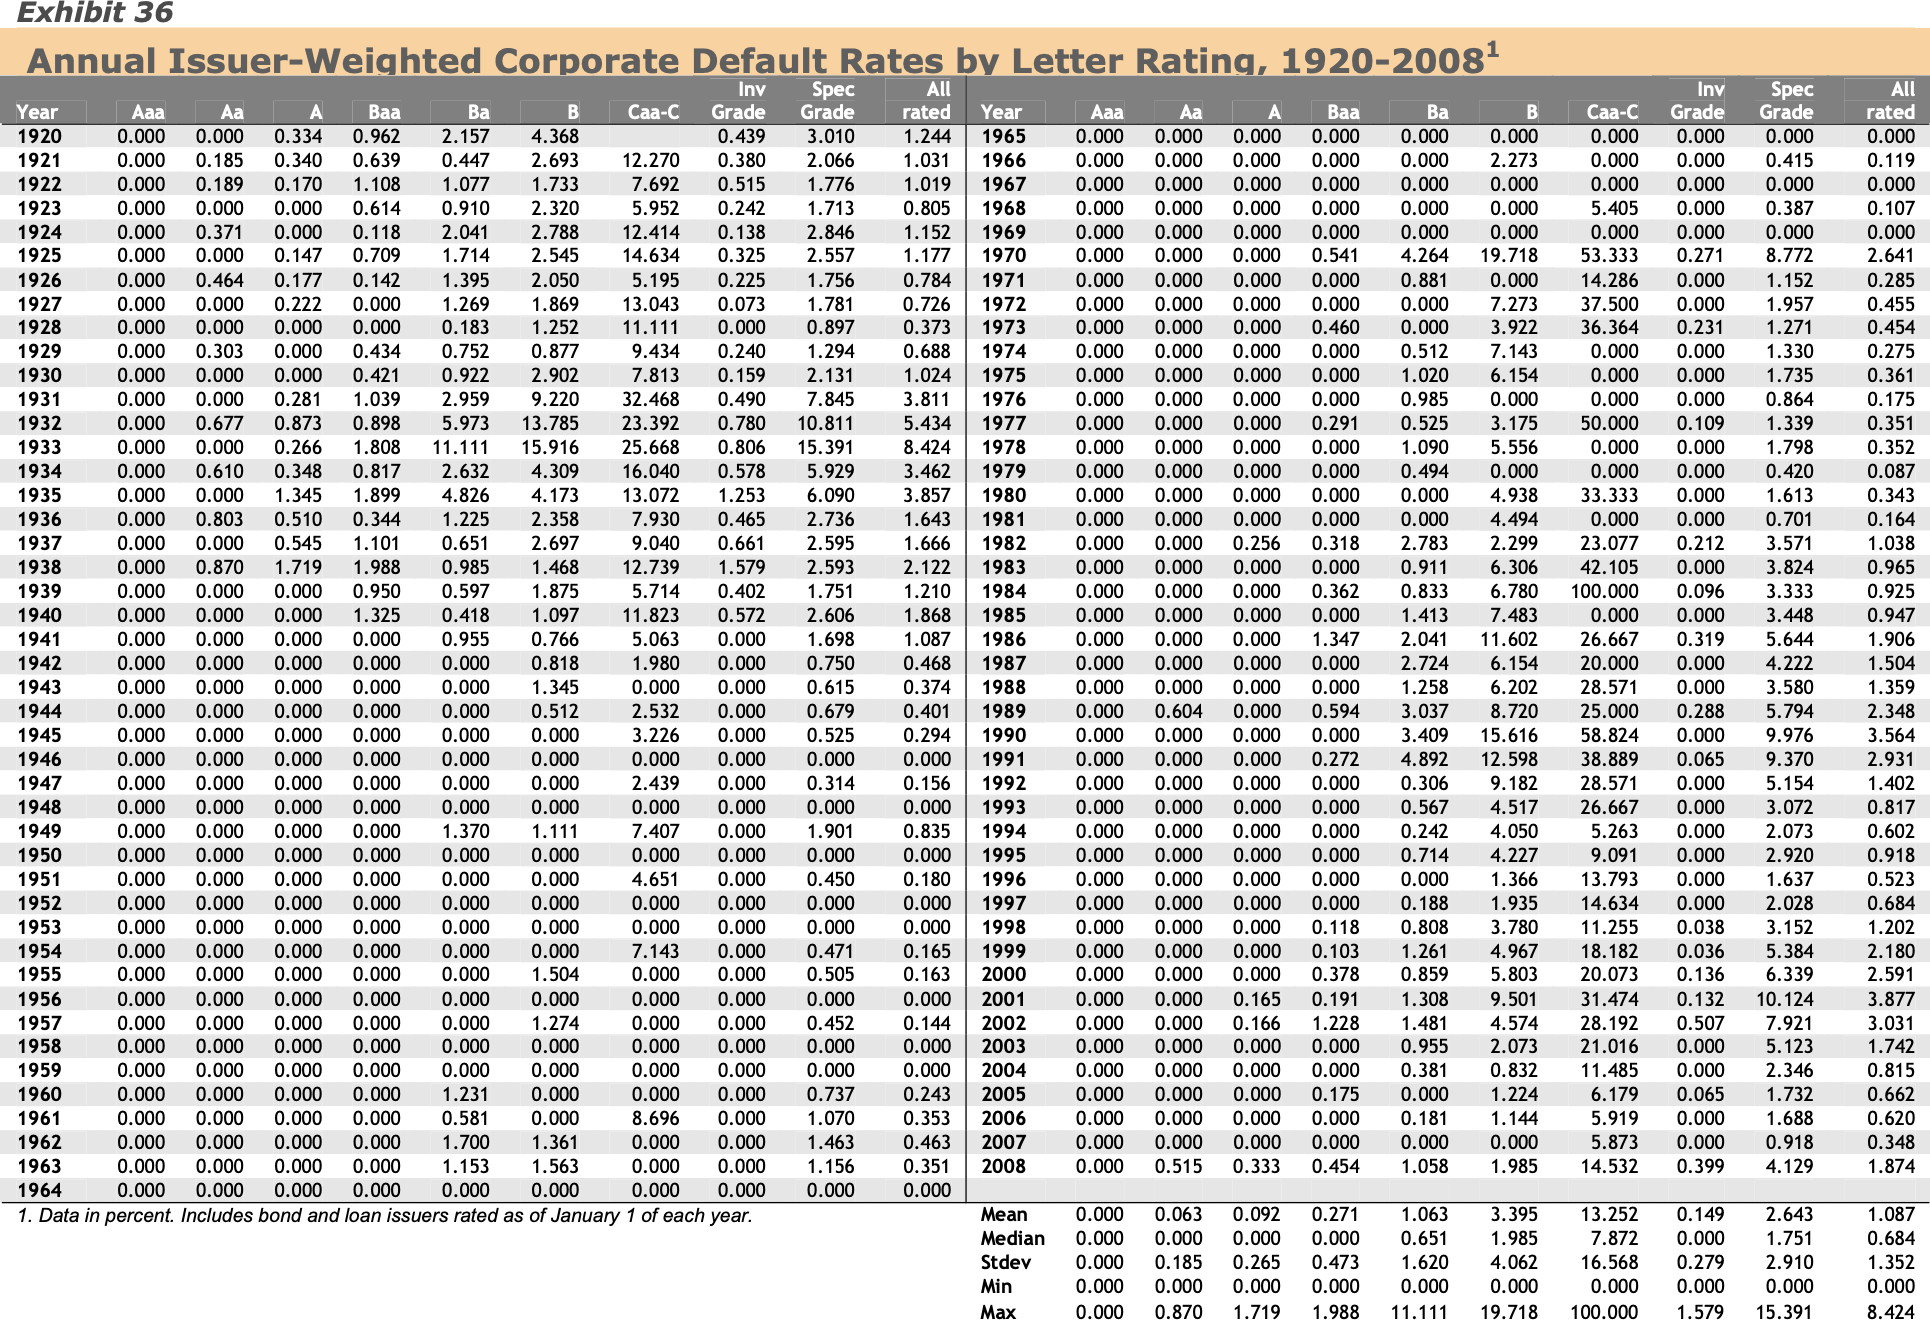 Exhibit 36
Annual Issuer-Weighted Corporate Default Rates by Letter Rating, 1920-2008¹
Year Aaa Aa A Baa Ba B Caa-C Inv Grade Spec Grade All rated
1920 0.000 0.000 0.334 0.962 2.157 4.368 0.439 3.010 1.244
1921 0.000 0.185 0.340 0.639 0.447 2.693 12.270 0.380 2.066 1.031
1922 0.000 0.189 0.170 1.108 1.077 1.733 7.692 0.515 1.776 1.019
1923 0.000 0.000 0.000 0.614 0.910 2.320 5.952 0.242 1.713 0.805
1924 0.000 0.371 0.000 0.118 2.041 2.788 12.414 0.138 2.846 1.152
1925 0.000 0.000 0.147 0.709 1.714 2.545 14.634 0.325 2.557 1.177
1926 0.000 0.464 0.177 0.142 1.395 2.050 5.195 0.225 1.756 0.784
1927 0.000 0.000 0.222 0.000 1.269 1.869 13.043 0.073 1.781 0.726
1928 0.000 0.000 0.000 0.000 0.183 1.252 11.111 0.000 0.897 0.373
1929 0.000 0.303 0.000 0.434 0.752 0.877 9.434 0.240 1.294 0.688
1930 0.000 0.000 0.000 0.421 0.922 2.902 7.813 0.159 2.131 1.024
1931 0.000 0.000 0.281 1.039 2.959 9.220 32.468 0.490 7.845 3.811
1932 0.000 0.677 0.873 0.898 5.973 13.785 23.392 0.780 10.811 5.434
1933 0.000 0.000 0.266 1.808 11.111 15.916 25.668 0.806 15.391 8.424
1934 0.000 0.610 0.348 0.817 2.632 4.309 16.040 0.578 5.929 3.462
1935 0.000 0.000 1.345 1.899 4.826 4.173 13.072 1.253 6.090 3.857
1936 0.000 0.803 0.510 0.344 1.225 2.358 7.930 0.465 2.736 1.643
1937 0.000 0.000 0.545 1.101 0.651 2.697 9.040 0.661 2.595 1.666
1938 0.000 0.870 1.719 1.988 0.985 1.468 12.739 1.579 2.593 2.122
1939 0.000 0.000 0.000 0.950 0.597 1.875 5.714 0.402 1.751 1.210
1940 0.000 0.000 0.000 1.325 0.418 1.097 11.823 0.572 2.606 1.868
1941 0.000 0.000 0.000 0.000 0.955 0.766 5.063 0.000 1.698 1.087
1942 0.000 0.000 0.000 0.000 0.000 0.818 1.980 0.000 0.750 0.468
1943 0.000 0.000 0.000 0.000 0.000 1.345 0.000 0.000 0.615 0.374
1944 0.000 0.000 0.000 0.000 0.000 0.512 2.532 0.000 0.679 0.401
1945 0.000 0.000 0.000 0.000 0.000 0.000 3.226 0.000 0.525 0.294
1946 0.000 0.000 0.000 0.000 0.000 0.000 0.000 0.000 0.000 0.000
1947 0.000 0.000 0.000 0.000 0.000 0.000 2.439 0.000 0.314 0.156
1948 0.000 0.000 0.000 0.000 0.000 0.000 0.000 0.000 0.000 0.000
1949 0.000 0.000 0.000 0.000 1.370 1.111 7.407 0.000 1.901 0.835
1950 0.000 0.000 0.000 0.000 0.000 0.000 0.000 0.000 0.000 0.000
1951 0.000 0.000 0.000 0.000 0.000 0.000 4.651 0.000 0.450 0.180
1952 0.000 0.000 0.000 0.000 0.000 0.000 0.000 0.000 0.000 0.000
1953 0.000 0.000 0.000 0.000 0.000 0.000 0.000 0.000 0.000 0.000
1954 0.000 0.000 0.000 0.000 0.000 0.000 7.143 0.000 0.471 0.165
1955 0.000 0.000 0.000 0.000 0.000 1.504 0.000 0.000 0.505 0.163
1956 0.000 0.000 0.000 0.000 0.000 0.000 0.000 0.000 0.000 0.000
1957 0.000 0.000 0.000 0.000 0.000 1.274 0.000 0.000 0.452 0.144
1958 0.000 0.000 0.000 0.000 0.000 0.000 0.000 0.000 0.000 0.000
1959 0.000 0.000 0.000 0.000 0.000 0.000 0.000 0.000 0.000 0.000
1960 0.000 0.000 0.000 0.000 1.231 0.000 0.000 0.000 0.737 0.243
1961 0.000 0.000 0.000 0.000 0.581 0.000 8.696 0.000 1.070 0.353
1962 0.000 0.000 0.000 0.000 1.700 1.361 0.000 0.000 1.463 0.463
1963 0.000 0.000 0.000 0.000 1.153 1.563 0.000 0.000 1.156 0.351
1964 0.000 0.000 0.000 0.000 0.000 0.000 0.000 0.000 0.000 0.000
1. Data in percent. Includes bond and loan issuers rated as of January 1 of each year.
Year Aaa Aa A Baa Ba B Caa-C Inv Grade Spec Grade All rated
1965 0.000 0.000 0.000 0.000 0.000 0.000 0.000 0.000 0.000 0.000
1966 0.000 0.000 0.000 0.000 0.000 2.273 0.000 0.000 0.415 0.119
1967 0.000 0.000 0.000 0.000 0.000 0.000 0.000 0.000 0.000 0.000
1968 0.000 0.000 0.000 0.000 0.000 0.000 5.405 0.000 0.387 0.107
1969 0.000 0.000 0.000 0.000 0.000 0.000 0.000 0.000 0.000 0.000
1970 0.000 0.000 0.000 0.541 4.264 19.718 53.333 0.271 8.772 2.641
1971 0.000 0.000 0.000 0.000 0.881 0.000 14.286 0.000 1.152 0.285
1972 0.000 0.000 0.000 0.000 0.000 7.273 37.500 0.000 1.957 0.455
1973 0.000 0.000 0.000 0.460 0.000 3.922 36.364 0.231 1.271 0.454
1974 0.000 0.000 0.000 0.000 0.512 7.143 0.000 0.000 1.330 0.275
1975 0.000 0.000 0.000 0.000 1.020 6.154 0.000 0.000 1.735 0.361
1976 0.000 0.000 0.000 0.000 0.985 0.000 0.000 0.000 0.864 0.175
1977 0.000 0.000 0.000 0.291 0.525 3.175 50.000 0.109 1.339 0.351
1978 0.000 0.000 0.000 0.000 1.090 5.556 0.000 0.000 1.798 0.352
1979 0.000 0.000 0.000 0.000 0.494 0.000 0.000 0.000 0.420 0.087
1980 0.000 0.000 0.000 0.000 0.000 4.938 33.333 0.000 1.613 0.343
1981 0.000 0.000 0.000 0.000 0.000 4.494 0.000 0.000 0.701 0.164
1982 0.000 0.000 0.256 0.318 2.783 2.299 23.077 0.212 3.571 1.038
1983 0.000 0.000 0.000 0.000 0.911 6.306 42.105 0.000 3.824 0.965
1984 0.000 0.000 0.000 0.362 0.833 6.780 100.000 0.096 3.333 0.925
1985 0.000 0.000 0.000 0.000 1.413 7.483 0.000 0.000 3.448 0.947
1986 0.000 0.000 0.000 1.347 2.041 11.602 26.667 0.319 5.644 1.906
1987 0.000 0.000 0.000 0.000 2.724 6.154 20.000 0.000 4.222 1.504
1988 0.000 0.000 0.000 0.000 1.258 6.202 28.571 0.000 3.580 1.359
1989 0.000 0.604 0.000 0.594 3.037 8.720 25.000 0.288 5.794 2.348
1990 0.000 0.000 0.000 0.000 3.409 15.616 58.824 0.000 9.976 3.564
1991 0.000 0.000 0.000 0.272 4.892 12.598 38.889 0.065 9.370 2.931
1992 0.000 0.000 0.000 0.000 0.306 9.182 28.571 0.000 5.154 1.402
1993 0.000 0.000 0.000 0.000 0.567 4.517 26.667 0.000 3.072 0.817
1994 0.000 0.000 0.000 0.000 0.242 4.050 5.263 0.000 2.073 0.602
1995 0.000 0.000 0.000 0.000 0.714 4.227 9.091 0.000 2.920 0.918
1996 0.000 0.000 0.000 0.000 0.000 1.366 13.793 0.000 1.637 0.523
1997 0.000 0.000 0.000 0.000 0.188 1.935 14.634 0.000 2.028 0.684
1998 0.000 0.000 0.000 0.118 0.808 3.780 11.255 0.038 3.152 1.202
1999 0.000 0.000 0.000 0.103 1.261 4.967 18.182 0.036 5.384 2.180
2000 0.000 0.000 0.000 0.378 0.859 5.803 20.073 0.136 6.339 2.591
2001 0.000 0.000 0.165 0.191 1.308 9.501 31.474 0.132 10.124 3.877
2002 0.000 0.000 0.166 1.228 1.481 4.574 28.192 0.507 7.921 3.031
2003 0.000 0.000 0.000 0.000 0.955 2.073 21.016 0.000 5.123 1.742
2004 0.000 0.000 0.000 0.000 0.381 0.832 11.485 0.000 2.346 0.815
2005 0.000 0.000 0.000 0.175 0.000 1.224 6.179 0.065 1.732 0.662
2006 0.000 0.000 0.000 0.000 0.181 1.144 5.919 0.000 1.688 0.620
2007 0.000 0.000 0.000 0.000 0.000 0.000 5.873 0.000 0.918 0.348
2008 0.000 0.515 0.333 0.454 1.058 1.985 14.532 0.399 4.129 1.874
Mean 0.000 0.063 0.092 0.271 1.063 3.395 13.252 0.149 2.643 1.087
Median 0.000 0.000 0.000 0.000 0.651 1.985 7.872 0.000 1.751 0.684
Stdev 0.000 0.185 0.265 0.473 1.620 4.062 16.568 0.279 2.910 1.352
Min 0.000 0.000 0.000 0.000 0.000 0.000 0.000 0.000 0.000 0.000
Max 0.000 0.870 1.719 1.988 11.111 19.718 100.000 1.579 15.391 8.424